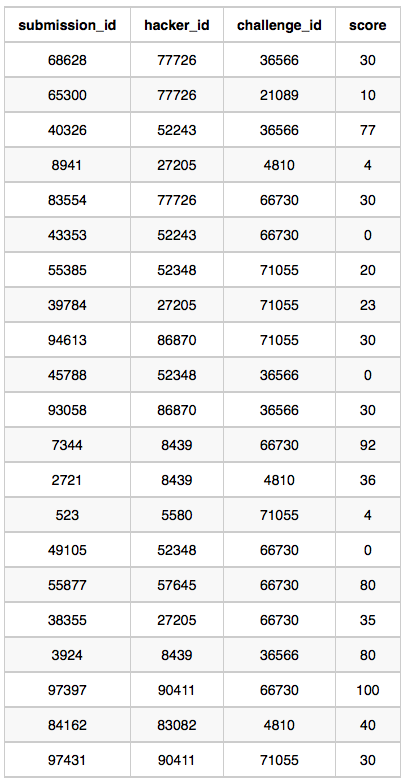 submission_id hacker_id challenge_id score
68628 77726 36566 30
65300 77726 21089 10
40326 52243 36566 77
8941 27205 4810 4
83554 77726 66730 30
43353 52243 66730 0
55385 52348 71055 20
39784 27205 71055 23
94613 86870 71055 30
45788 52348 36566 0
93058 86870 36566 30
7344 8439 66730 92
2721 8439 4810 36
523 5580 71055 4
49105 52348 66730 0
55877 57645 66730 80
38355 27205 66730 35
3924 8439 36566 80
97397 90411 66730 100
84162 83082 4810 40
97431 90411 71055 30